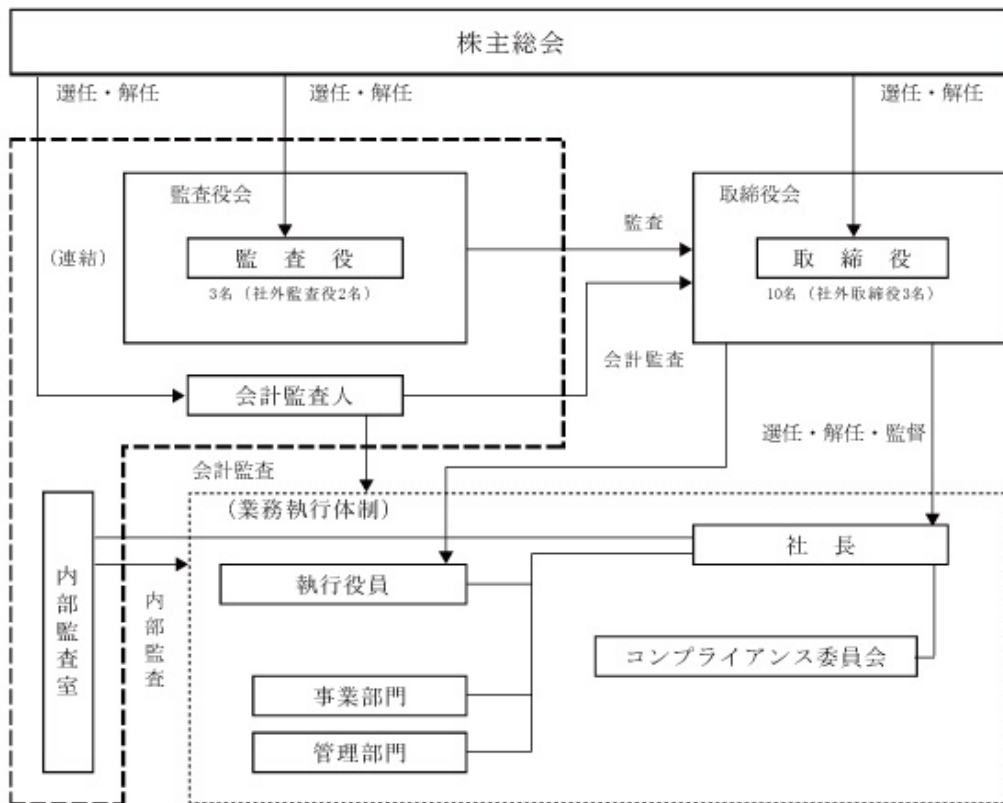 株主総会
選任・解任
選任・解任
選任・解任
監査役会
取締役会
監査
(連結)
監査役
取締役
3名（社外監査役2名）
10名（社外取締役3名）
会計監査
会計監査人
選任・解任・監督
会計監査
(業務執行体制)
社長
執行役員
内部監査室
内部監査
コンプライアンス委員会
事業部門
管理部門